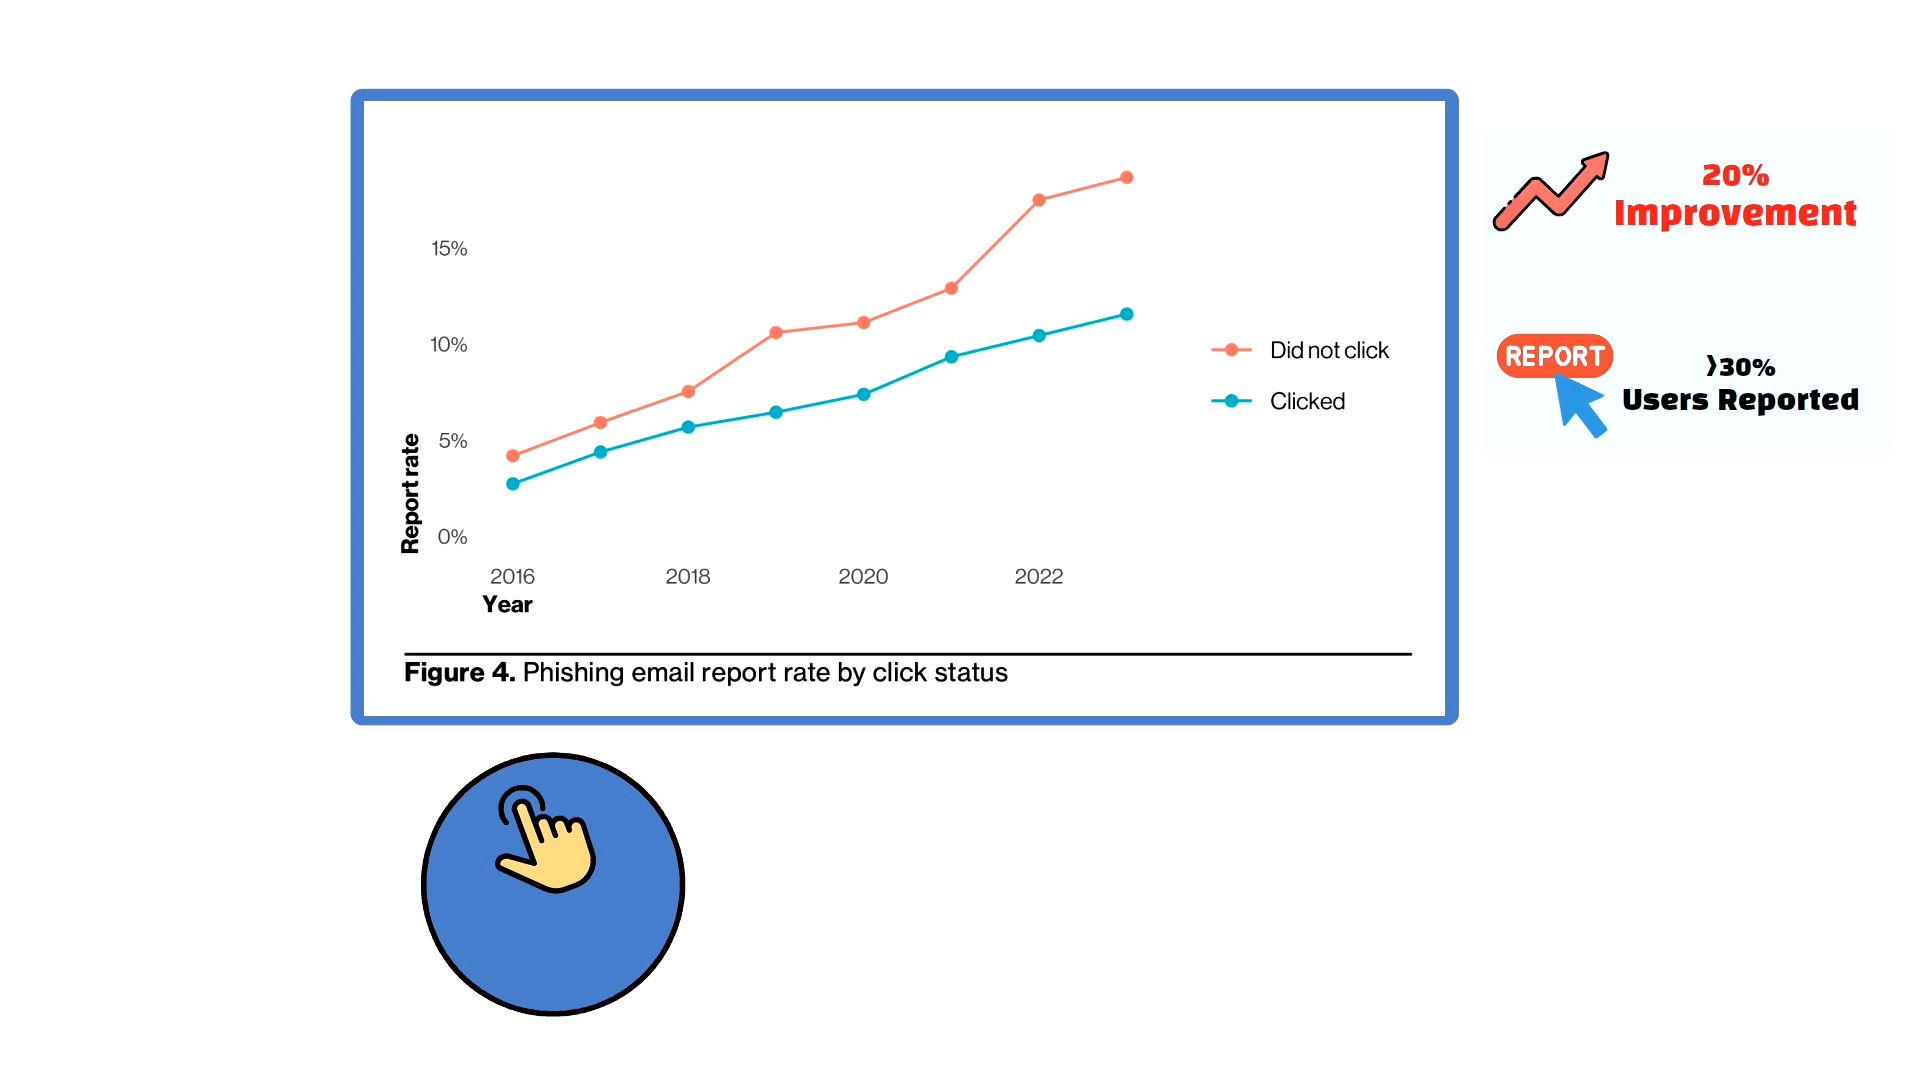 15%
10%
5%
0%
Report rate
2016 2018 2020 2022
Year
Did not click
Clicked
Figure 4. Phishing email report rate by click status
20%
Improvement
REPORT
>30%
Users Reported